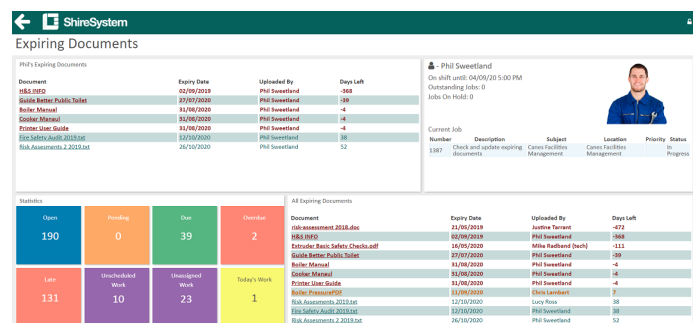 ShireSystem
Expiring Documents
Phil's Expiring Documents
Document Expiry Date Uploaded By Days Left
H&S INFO 02/09/2019 Phil Sweetland -368
Guide Better Public Toilet 27/07/2020 Phil Sweetland -39
Boiler Manual 31/08/2020 Phil Sweetland -4
Cooker Manaul 31/08/2020 Phil Sweetland -4
Printer User Guide 31/08/2020 Phil Sweetland -4
Fire Safety Audit 2019.txt 12/10/2020 Phil Sweetland 38
Risk Assesments 2 2019.txt 26/10/2020 Phil Sweetland 52
- Phil Sweetland
On shift until: 04/09/20 5:00 PM
Outstanding Jobs: 0
Jobs On Hold: 0
Current Job
Number Description Subject Location Priority Status
1387 Check and update expiring documents Canes Facilities Management Canes Facilities Management In Progress
Statistics
Open Pending Due Overdue
190 0 39 2
Late Unscheduled Work Unassigned Work Today's Work
131 10 23 1
All Expiring Documents
Document Expiry Date Uploaded By Days Left
risk-assessment 2018.doc 21/05/2019 Justine Tarrant -472
H&S INFO 02/09/2019 Phil Sweetland -368
Extruder Basic Safety Checks.pdf 16/05/2020 Mike Radband (tech) -111
Guide Better Public Toilet 27/07/2020 Phil Sweetland -39
Boiler Manual 31/08/2020 Phil Sweetland -4
Cooker Manaul 31/08/2020 Phil Sweetland -4
Printer User Guide 31/08/2020 Phil Sweetland -4
Boiler PressurePDF 11/09/2020 Chris Lambert 7
Risk Assesments 2019.txt 12/10/2020 Lucy Ross 38
Fire Safety Audit 2019.txt 12/10/2020 Phil Sweetland 38
Risk Assesments 2 2019.txt 26/10/2020 Phil Sweetland 52